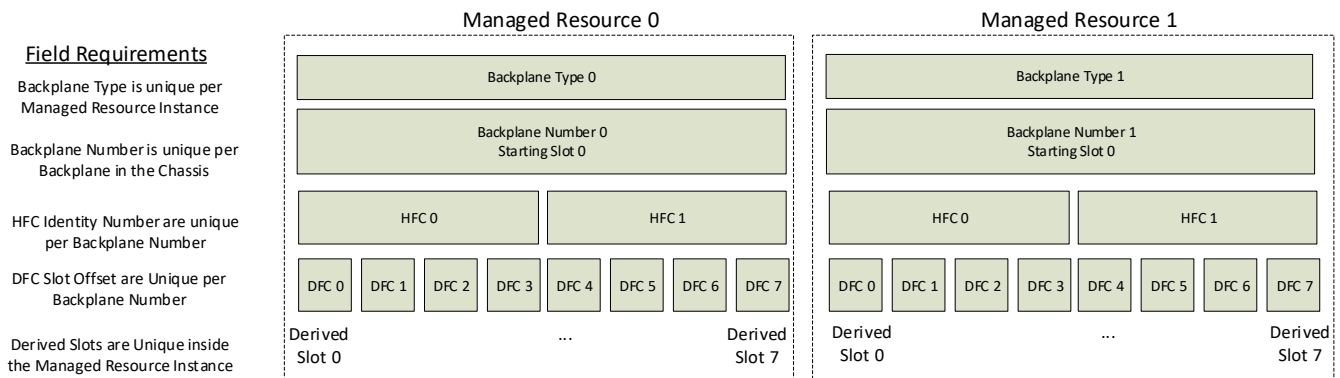 Managed Resource 0
Managed Resource 1
Field Requirements
Backplane Type is unique per
Managed Resource Instance
Backplane Number is unique per
Backplane in the Chassis
HFC Identity Number are unique
per Backplane Number
DFC Slot Offset are Unique per
Backplane Number
Derived Slots are Unique inside
the Managed Resource Instance
Backplane Type 0
Backplane Number 0
Starting Slot 0
HFC 0
HFC 1
DFC 0
DFC 1
DFC 2
DFC 3
DFC 4
DFC 5
DFC 6
DFC 7
Derived
Slot 0
...
Derived
Slot 7
Backplane Type 1
Backplane Number 1
Starting Slot 0
HFC 0
HFC 1
DFC 0
DFC 1
DFC 2
DFC 3
DFC 4
DFC 5
DFC 6
DFC 7
Derived
Slot 0
...
Derived
Slot 7